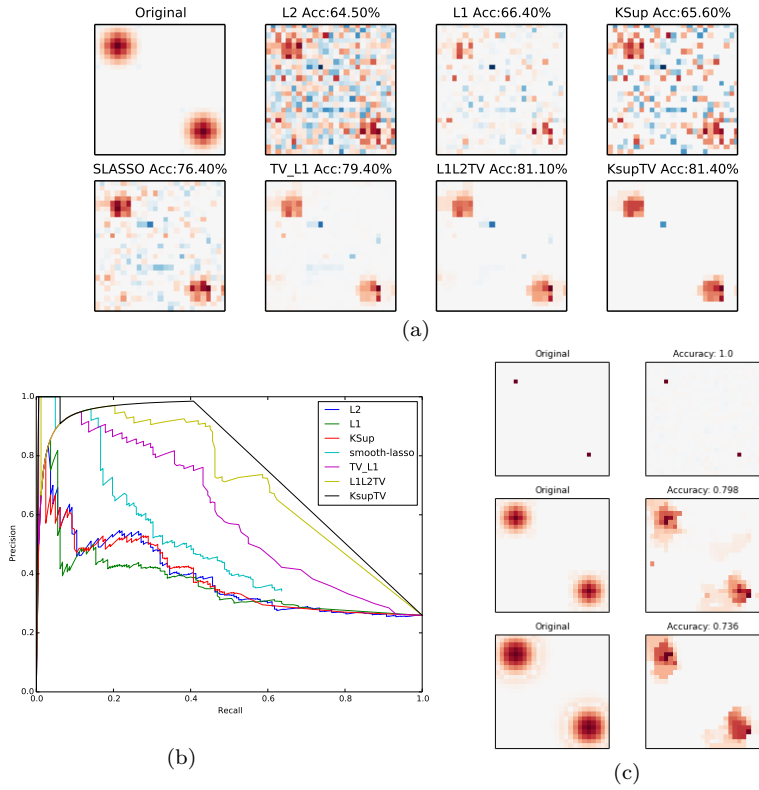 Original
L2 Acc:64.50%
L1 Acc:66.40%
KSup Acc:65.60%
SLASSO Acc:76.40%
TV_L1 Acc:79.40%
L1L2TV Acc:81.10%
KsupTV Acc:81.40%
(a)
1.0
0.8
0.6
0.4
0.2
0.0
Precision
L2
L1
KSup
smooth-lasso
TV_L1
L1L2TV
KsupTV
0.0
0.2
0.4
0.6
0.8
1.0
Recall
(b)
Original
Accuracy: 1.0
Original
Accuracy: 0.798
Original
Accuracy: 0.736
(c)